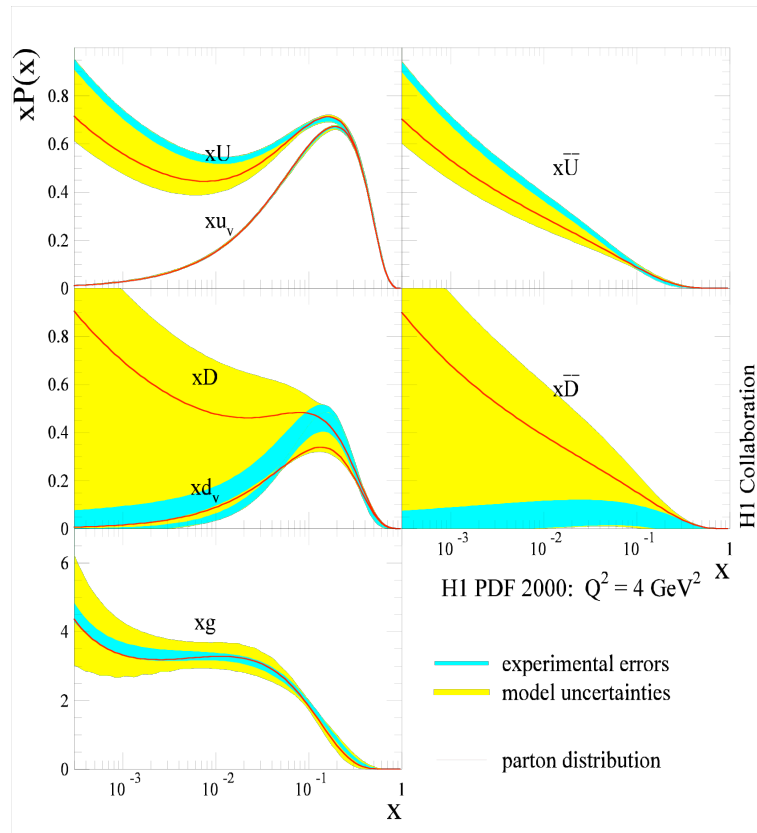 xP(x)
0.8
0.6
0.4
0.2
0
xU
xu_v
xU̅
0.8
0.6
0.4
0.2
0
xD
xd_v
xD̅
10^-3 10^-2 10^-1 1
X
H1 Collaboration
6
4
2
0
xg
10^-3 10^-2 10^-1 1
X
H1 PDF 2000: Q^2 = 4 GeV^2
experimental errors
model uncertainties
parton distribution